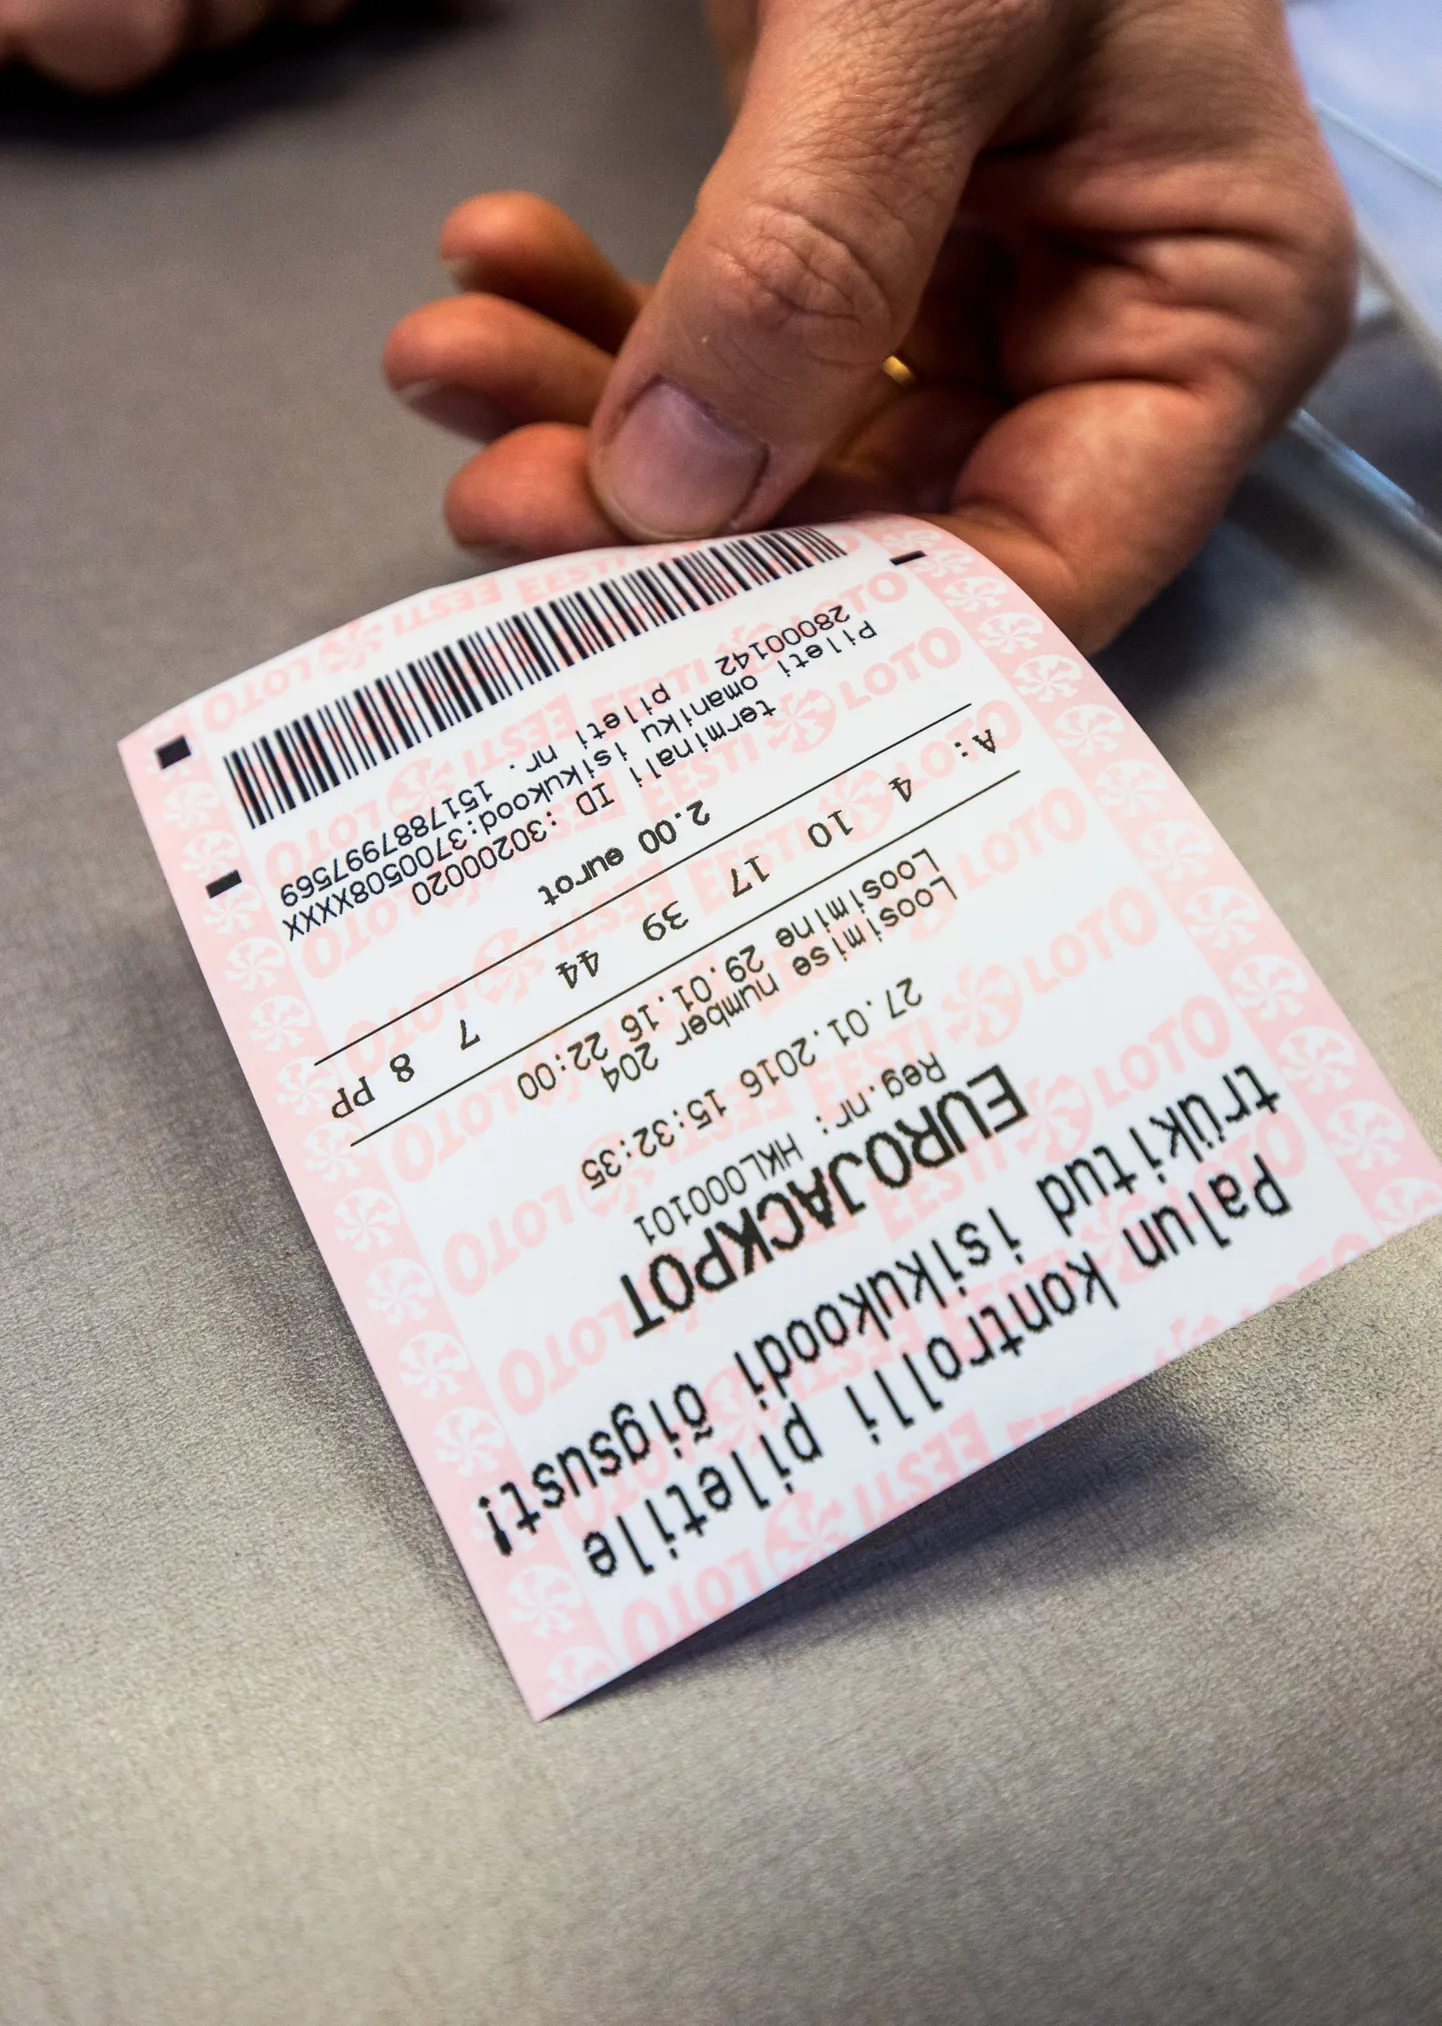 Palun kontrolli piletile
trükitud isikukoodi õigsust!
EUROJACKPOT
Reg.nr: HKL000101
27.01.2016 15:32:35
Loosimise number 204
Loosimine 29.01.16 22:00
A: 4 10 17 39 44 7 8 PP
2.00 eurot
terminali ID :30200020
Pileti omaniku isikukood:3700508XXXX
28000142 pileti nr. 1517887997569
EESTI LOTO